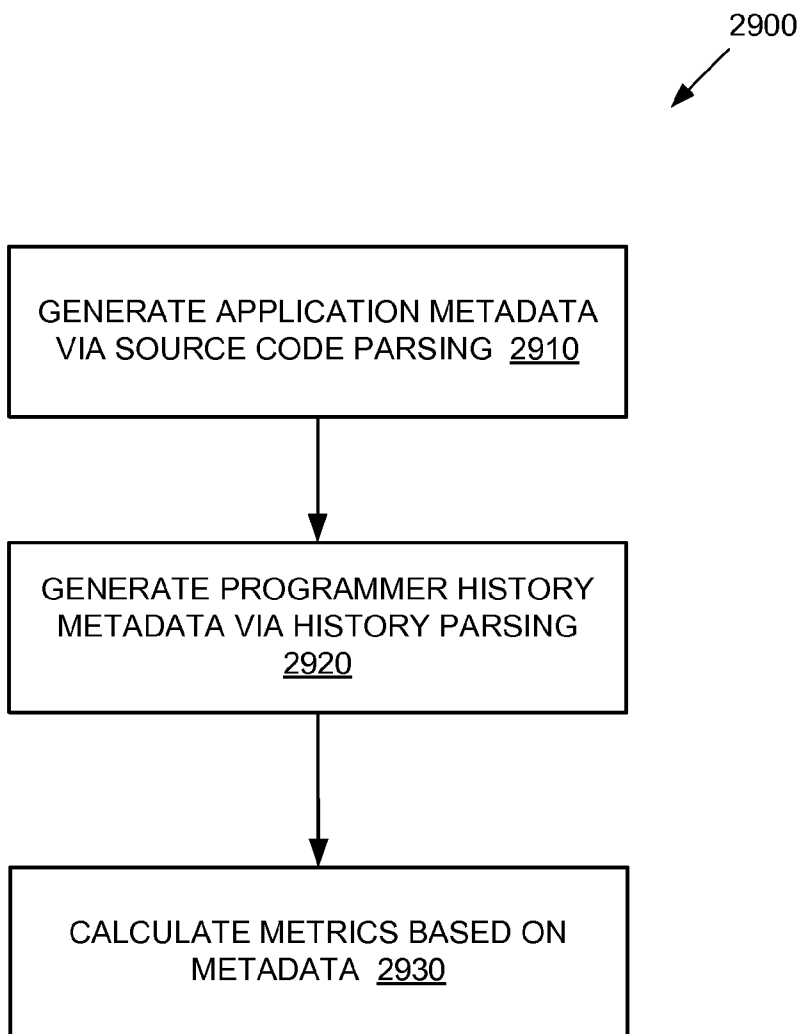 2900
GENERATE APPLICATION METADATA
VIA SOURCE CODE PARSING 2910
GENERATE PROGRAMMER HISTORY
METADATA VIA HISTORY PARSING
2920
CALCULATE METRICS BASED ON
METADATA 2930